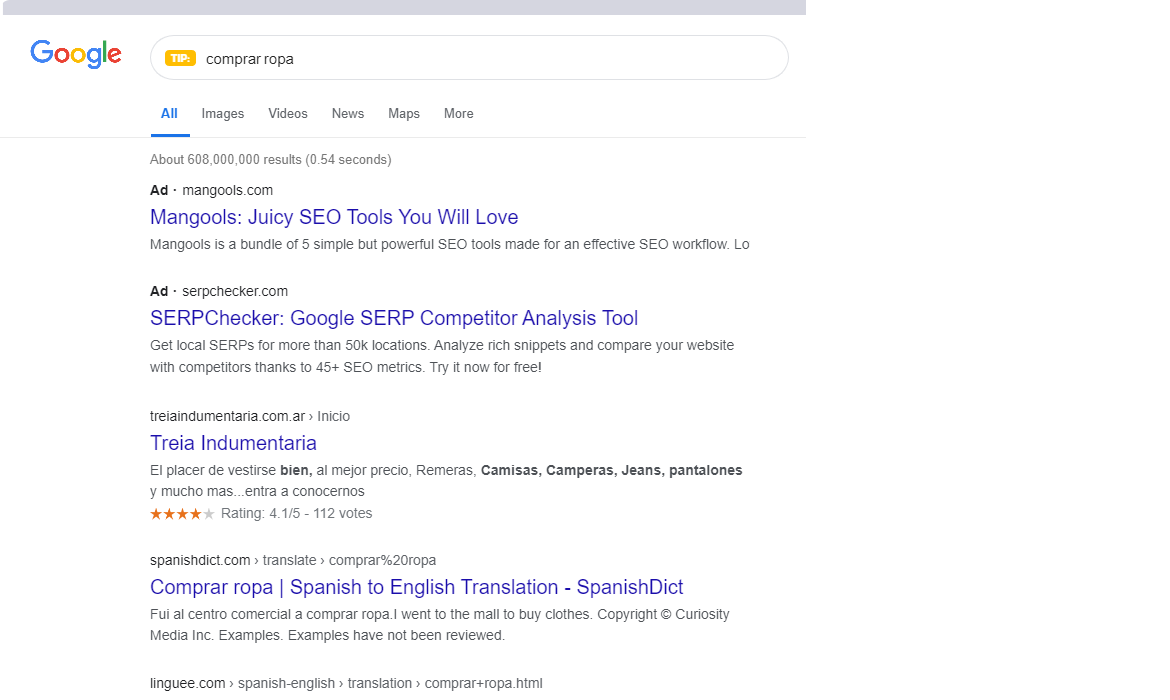 Google
TIP: comprar ropa
All Images Videos News Maps More
About 608,000,000 results (0.54 seconds)
Ad · mangools.com
Mangools: Juicy SEO Tools You Will Love
Mangools is a bundle of 5 simple but powerful SEO tools made for an effective SEO workflow. Lo
Ad · serpchecker.com
SERPChecker: Google SERP Competitor Analysis Tool
Get local SERPs for more than 50k locations. Analyze rich snippets and compare your website
with competitors thanks to 45+ SEO metrics. Try it now for free!
treiaindumentaria.com.ar › Inicio
Treia Indumentaria
El placer de vestirse bien, al mejor precio, Remeras, Camisas, Camperas, Jeans, pantalones
y mucho mas...entra a conocernos
★★★★★ Rating: 4.1/5 - 112 votes
spanishdict.com › translate › comprar%20ropa
Comprar ropa | Spanish to English Translation - SpanishDict
Fui al centro comercial a comprar ropa.I went to the mall to buy clothes. Copyright © Curiosity
Media Inc. Examples. Examples have not been reviewed.
linguee.com › spanish-english › translation › comprar+ropa.html